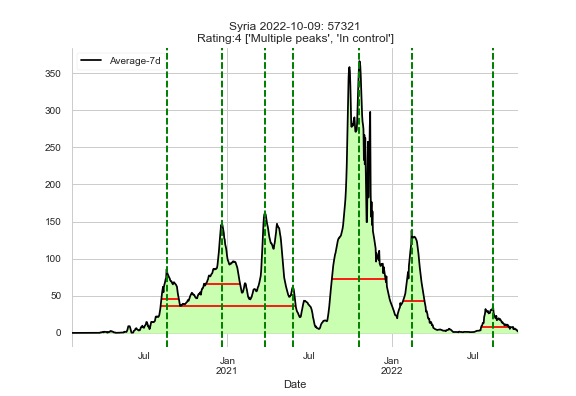 Syria 2022-10-09: 57321
Rating:4 ['Multiple peaks', 'In control']
Average-7d
350
300
250
200
150
100
50
0
Jul
Jan
2021
Jul
Jan
2022
Jul
Date